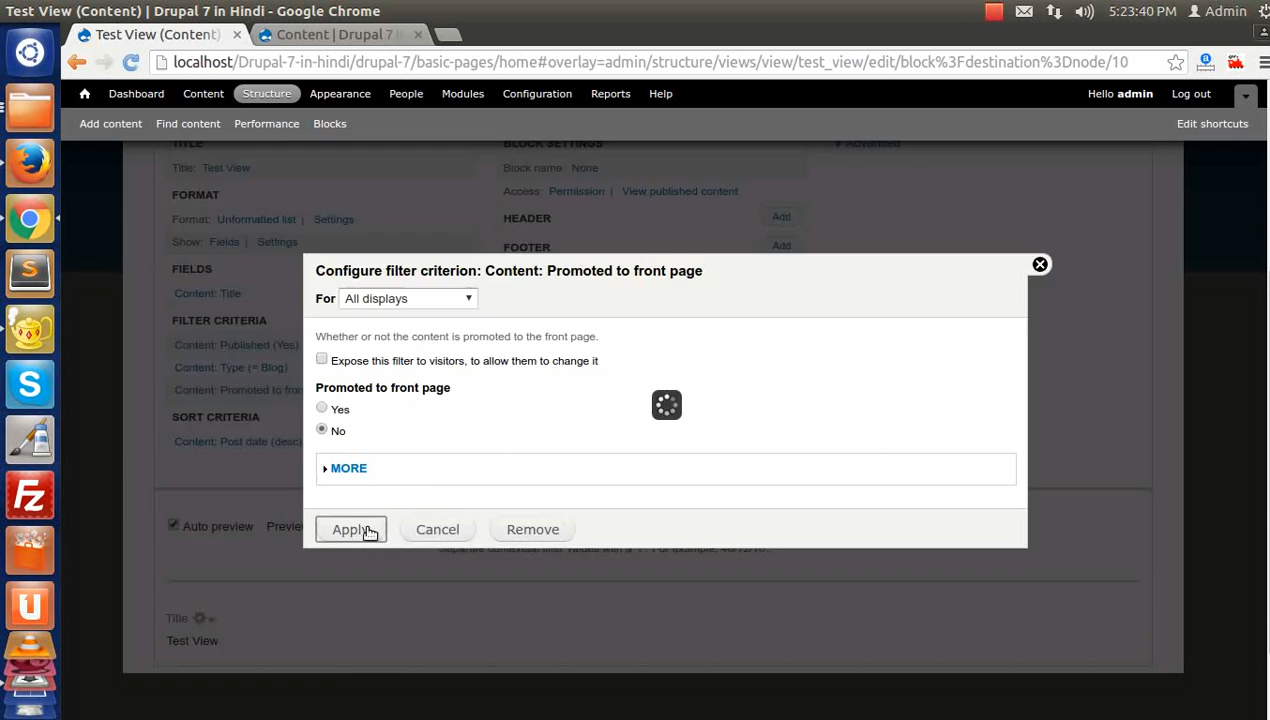 Test View (Content) | Drupal 7 in Hindi - Google Chrome
5:23:40 PM
Admin
Test View (Content)
Content | Drupal 7 in
localhost/Drupal-7-in-hindi/drupal-7/basic-pages/home#overlay=admin/structure/views/view/test_view/edit/block%3Fdestination%3Dnode/10
Dashboard Content Structure Appearance People Modules Configuration Reports Help
Hello admin Log out
Add content Find content Performance Blocks
Edit shortcuts
TITLE
Title: Test View
FORMAT
Format: Unformatted list | Settings
Show: Fields | Settings
FIELDS
Content: Title
FILTER CRITERIA
Content: Published (Yes)
Content: Type (= Blog)
Content: Promoted to fron
SORT CRITERIA
Content: Post date (desc)
BLOCK SETTINGS
Block name: None
Access: Permission | View published content
HEADER Add
FOOTER Add
Advanced
Configure filter criterion: Content: Promoted to front page
For All displays
Whether or not the content is promoted to the front page.
Expose this filter to visitors, to allow them to change it
Promoted to front page
Yes
No
MORE
Apply Cancel Remove
Auto preview Preview
Title
Test View